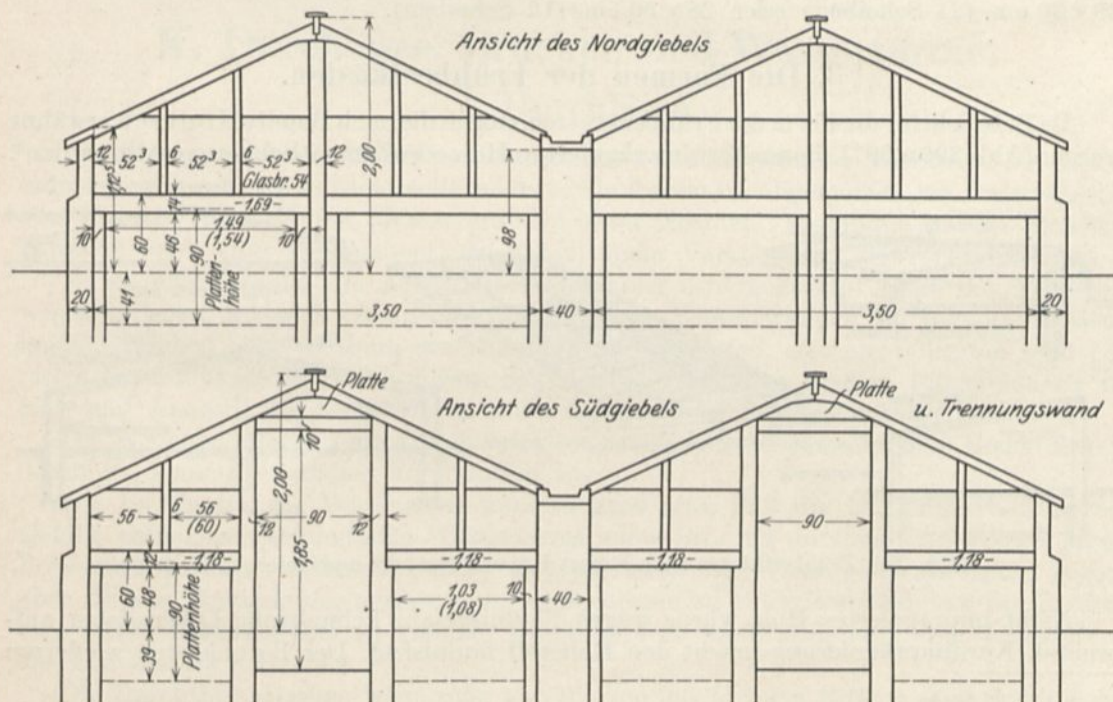 Ansicht des Nordgiebels
2,00
12 52³ 6 52³ 6 52³ 12
Glasbr. 54
14 -1,69-
1,49
10 (1,54) 10
60 46 90
Platten-
höhe
98
41
20 3,50 40 3,50 20
Platte
Ansicht des Südgiebels
Platte
u. Trennungswand
10
2,00
56 6 56 12 90 12
(60)
90
1,85
12 -1,18- -1,18- -1,18- -1,18-
60 48 90
Plattenhöhe
1,03 10 40
(1,08)
39